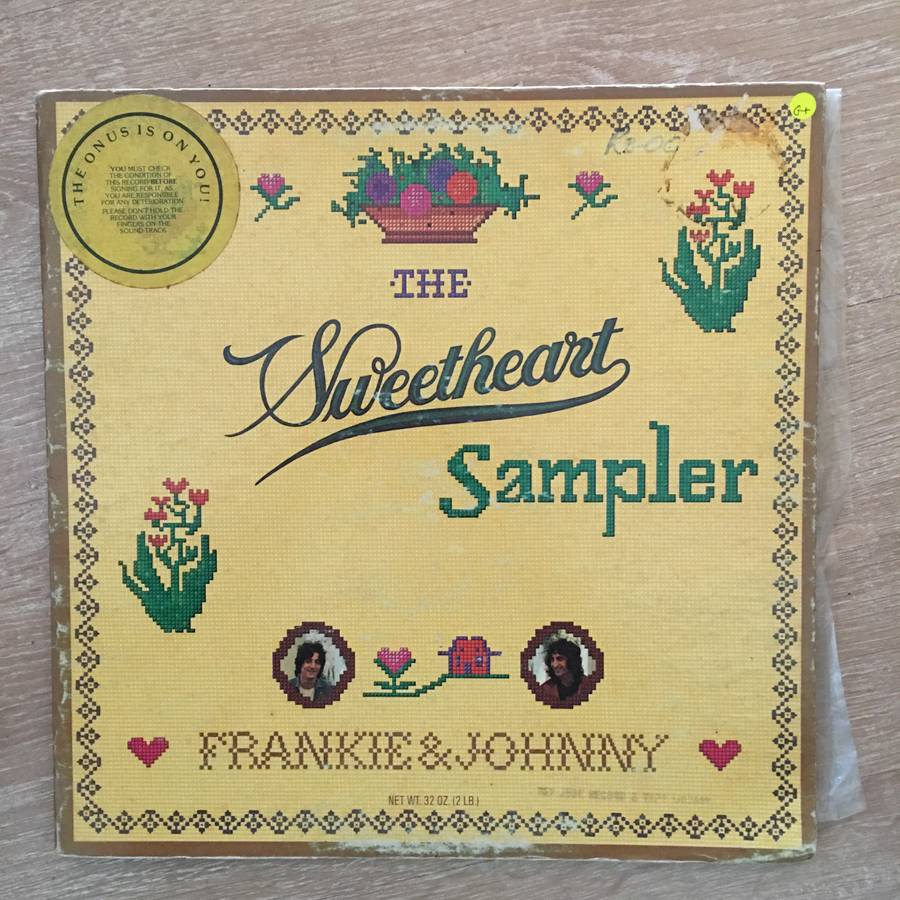 THE ONUS IS ON YOU!
YOU MUST CHECK
THE CONDITION OF
THIS RECORD BEFORE
SIGNING FOR IT, AS
YOU ARE RESPONSIBLE
FOR ANY DETERIORATION
PLEASE DON'T HOLD THE
RECORD WITH YOUR
FINGERS ON THE
SOUND-TRACK
G+
THE
Sweetheart
Sampler
FRANKIE & JOHNNY
NET WT. 32 OZ. (2 LB.)